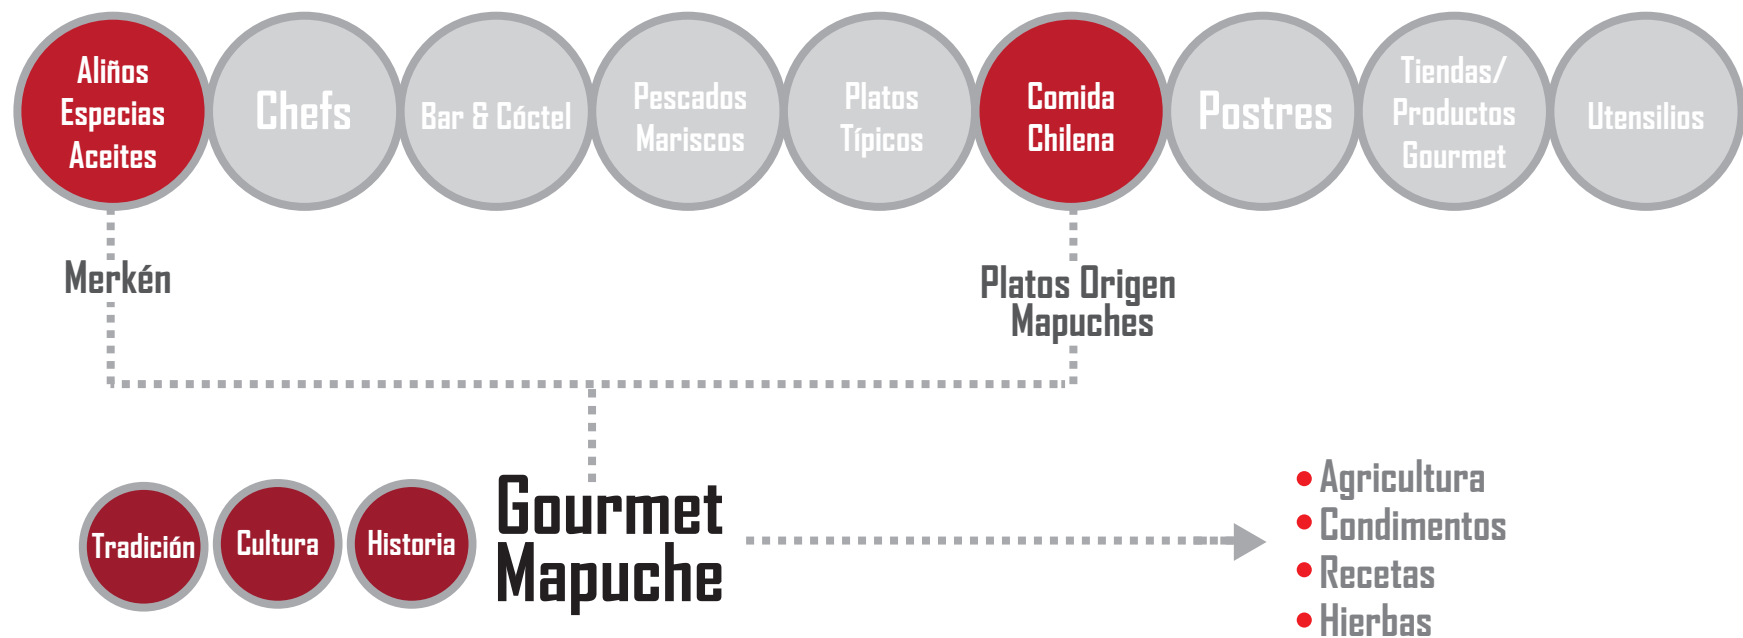 Aliños
Especias
Aceites
Chefs
Bar & Cóctel
Pescados
Mariscos
Platos
Típicos
Comida
Chilena
Postres
Tiendas/
Productos
Gourmet
Utensilios
Merkén
Platos Origen
Mapuches
Tradición
Cultura
Historia
Gourmet
Mapuche
Agricultura
Condimentos
Recetas
Hierbas